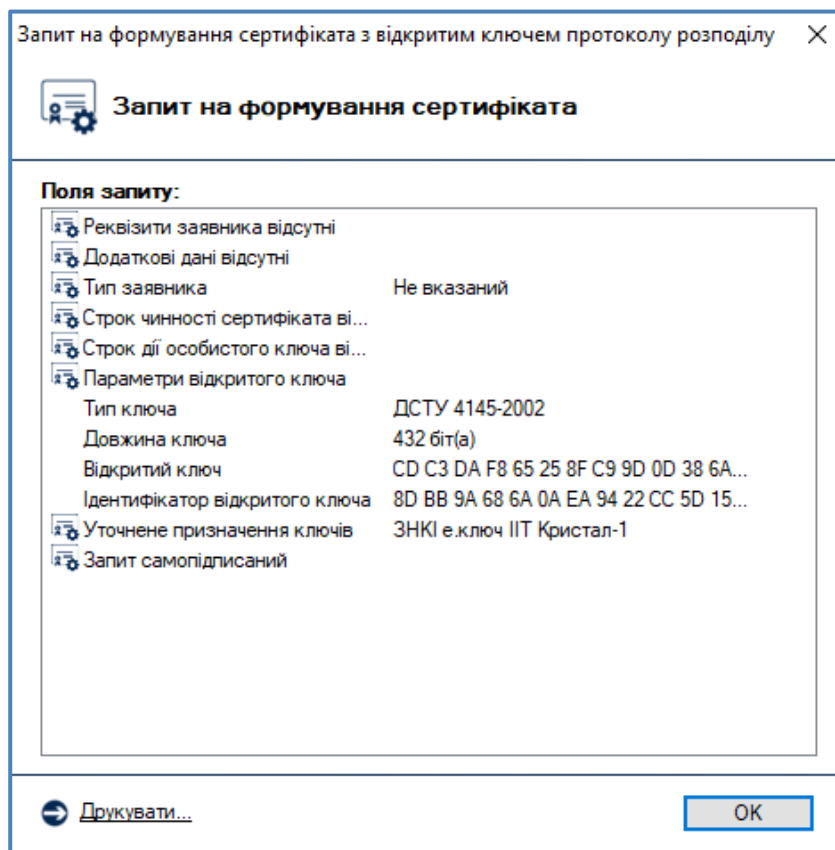 Запит на формування сертифіката з відкритим ключем протоколу розподілу
Запит на формування сертифіката
Поля запиту:
Реквізити заявника відсутні
Додаткові дані відсутні
Тип заявника Не вказаний
Строк чинності сертифіката ві...
Строк дії особистого ключа ві...
Параметри відкритого ключа
Тип ключа ДСТУ 4145-2002
Довжина ключа 432 біт(а)
Відкритий ключ CD C3 DA F8 65 25 8F C9 9D 0D 38 6A...
Ідентифікатор відкритого ключа 8D BB 9A 68 6A 0A EA 94 22 CC 5D 15...
Уточнене призначення ключів ЗНКІ е.ключ ІІТ Кристал-1
Запит самопідписаний
Друкувати...
OK